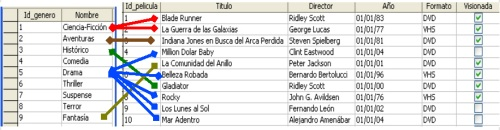 Id_genero Nombre
1 Ciencia-Ficción
2 Aventuras
3 Histórico
4 Comedia
5 Drama
6 Thriller
7 Suspense
8 Terror
9 Fantasía
Id_pelicula Título Director Año Formato Visionada
1 Blade Runner Ridley Scott 01/01/83 DVD
2 La Guerra de las Galaxias George Lucas 01/01/77 VHS
3 Indiana Jones en Busca del Arca Perdida Steven Spielberg 01/01/81 DVD
4 Million Dolar Baby Clint Eastwood 01/01/04 DVD
5 La Comunidad del Anillo Peter Jackson 01/01/01 DVD
6 Belleza Robada Bernardo Bertolucci 01/01/96 VHS
Gladiator Ridley Scott 01/01/00 DVD
8 Rocky John G. Avildsen 01/01/76 VHS
9 Los Lunes al Sol Fernando León 01/01/02 DVD
10 Mar Adentro Alejandro Amenábar 01/01/04 DVD